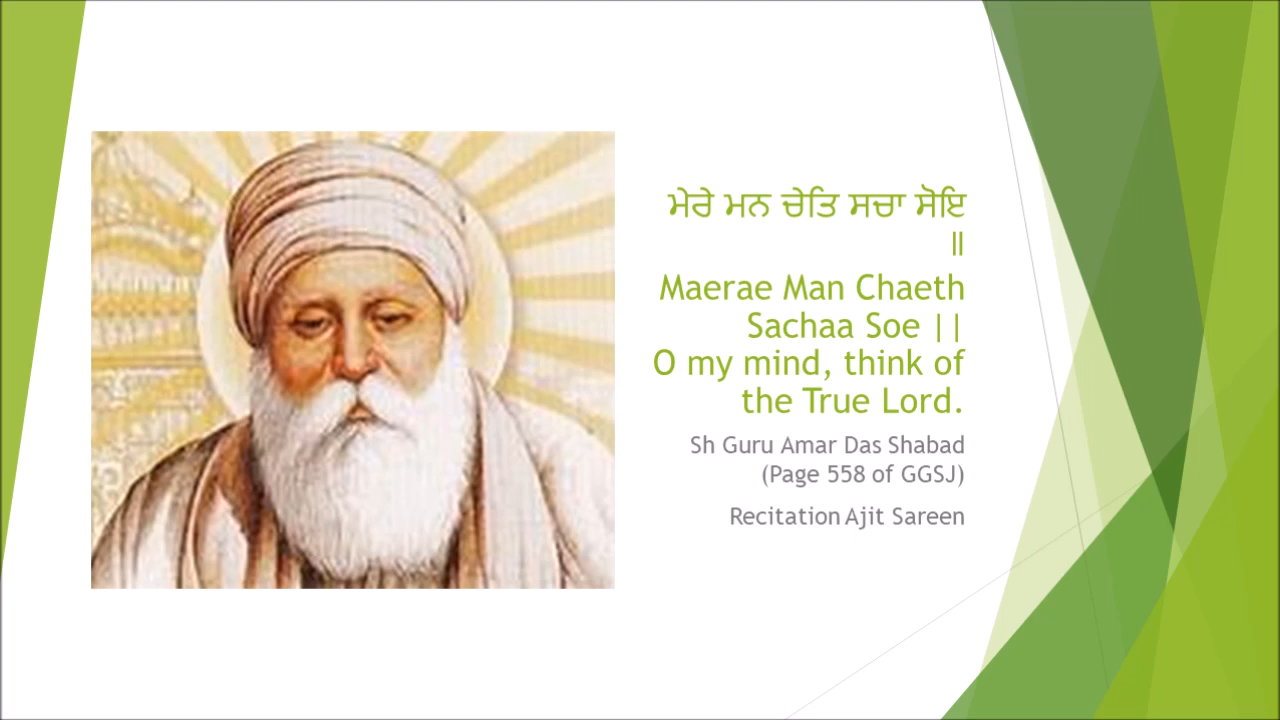 ਮੇਰੇ ਮਨ ਚੇਤਿ ਸਚਾ ਸੋਇ
॥
Maerae Man Chaeth
Sachaa Soe ||
O my mind, think of
the True Lord.
Sh Guru Amar Das Shabad
(Page 558 of GGSJ)
Recitation Ajit Sareen